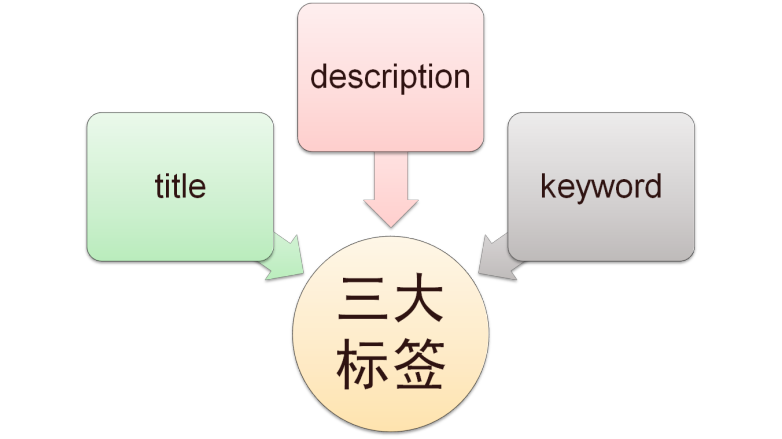 description
title
keyword
三大
标签